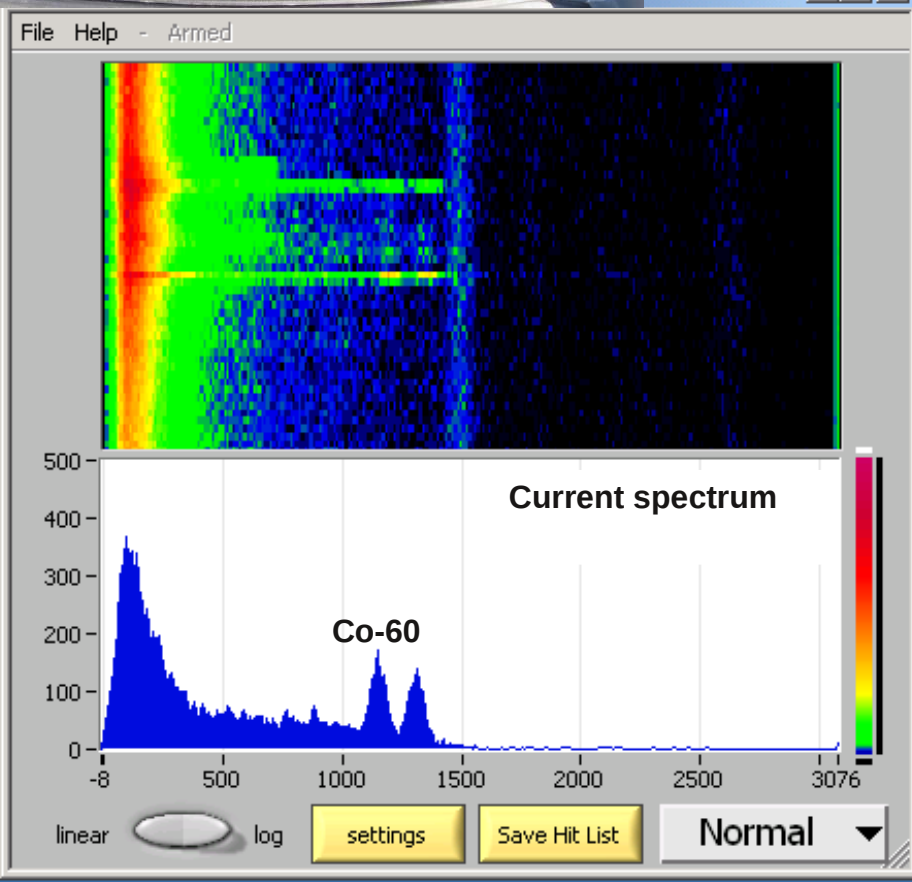 File Help - Armed
500
Current spectrum
400
300
Co-60
200
100
0
-8 500 1000 1500 2000 2500 3076
linear log settings Save Hit List Normal